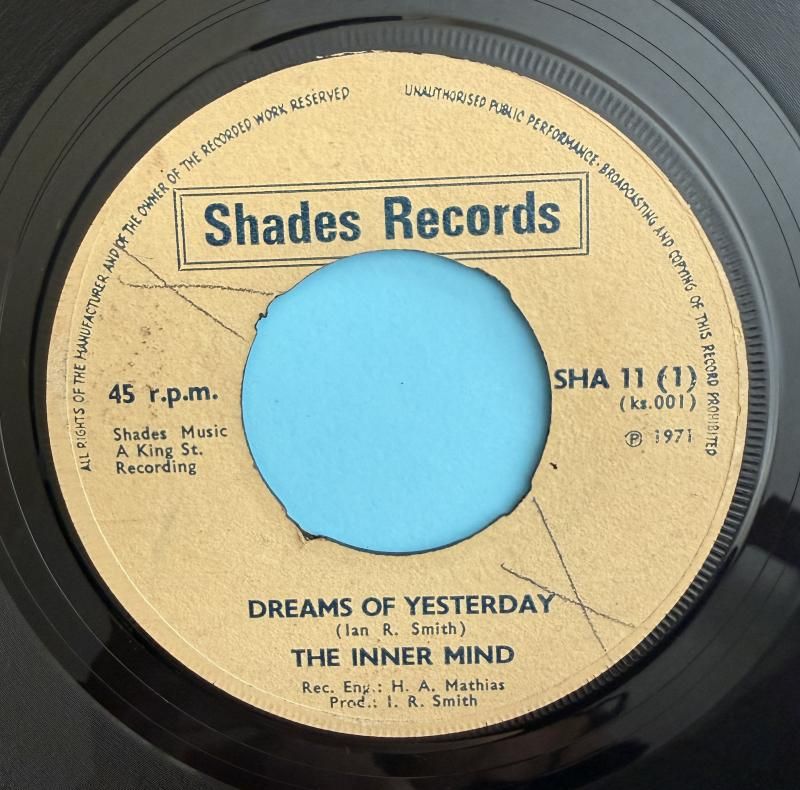 ALL RIGHTS OF THE MANUFACTURER AND OF THE OWNER OF THE RECORDED WORK RESERVED
UNAUTHORISED PUBLIC PERFORMANCE · BROADCASTING AND COPYING OF THIS RECORD PROHIBITED
Shades Records
45 r.p.m.
SHA 11 (1)
(ks.001)
Shades Music
A King St.
Recording
℗ 1971
DREAMS OF YESTERDAY
(Ian R. Smith)
THE INNER MIND
Rec. Eng.: H. A. Mathias
Prod.: I. R. Smith